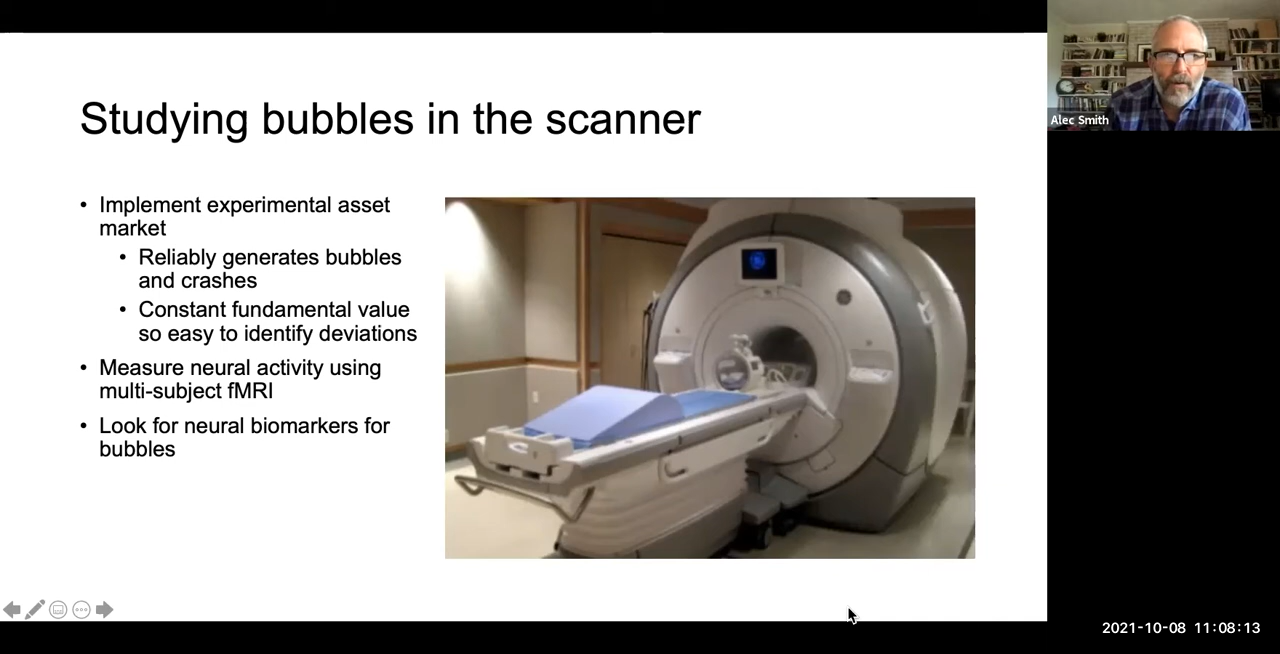 Studying bubbles in the scanner
• Implement experimental asset
market
• Reliably generates bubbles
and crashes
• Constant fundamental value
so easy to identify deviations
• Measure neural activity using
multi-subject fMRI
• Look for neural biomarkers for
bubbles
Alec Smith
2021-10-08 11:08:13